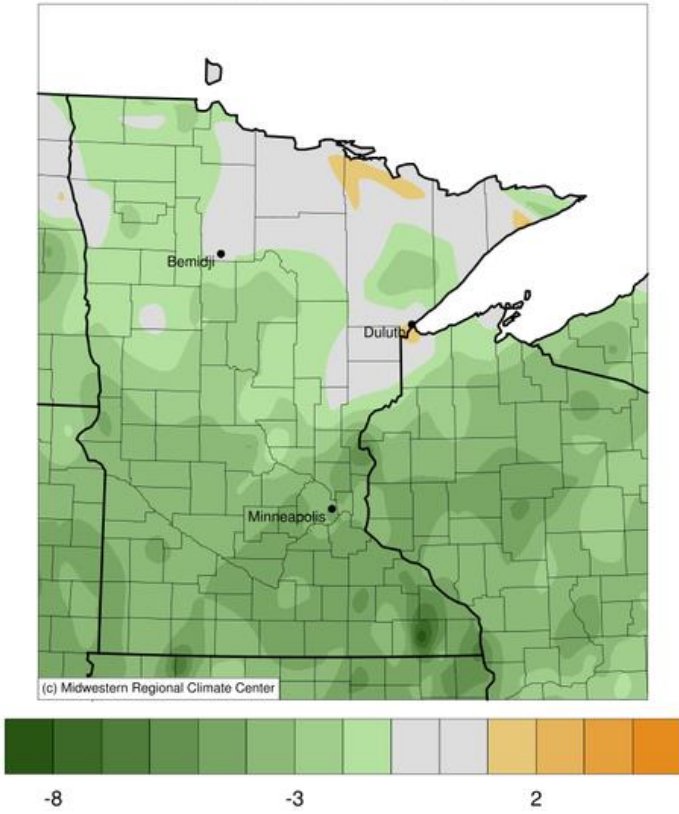 Bemidji
Duluth
Minneapolis
(c) Midwestern Regional Climate Center
-8 -3 2